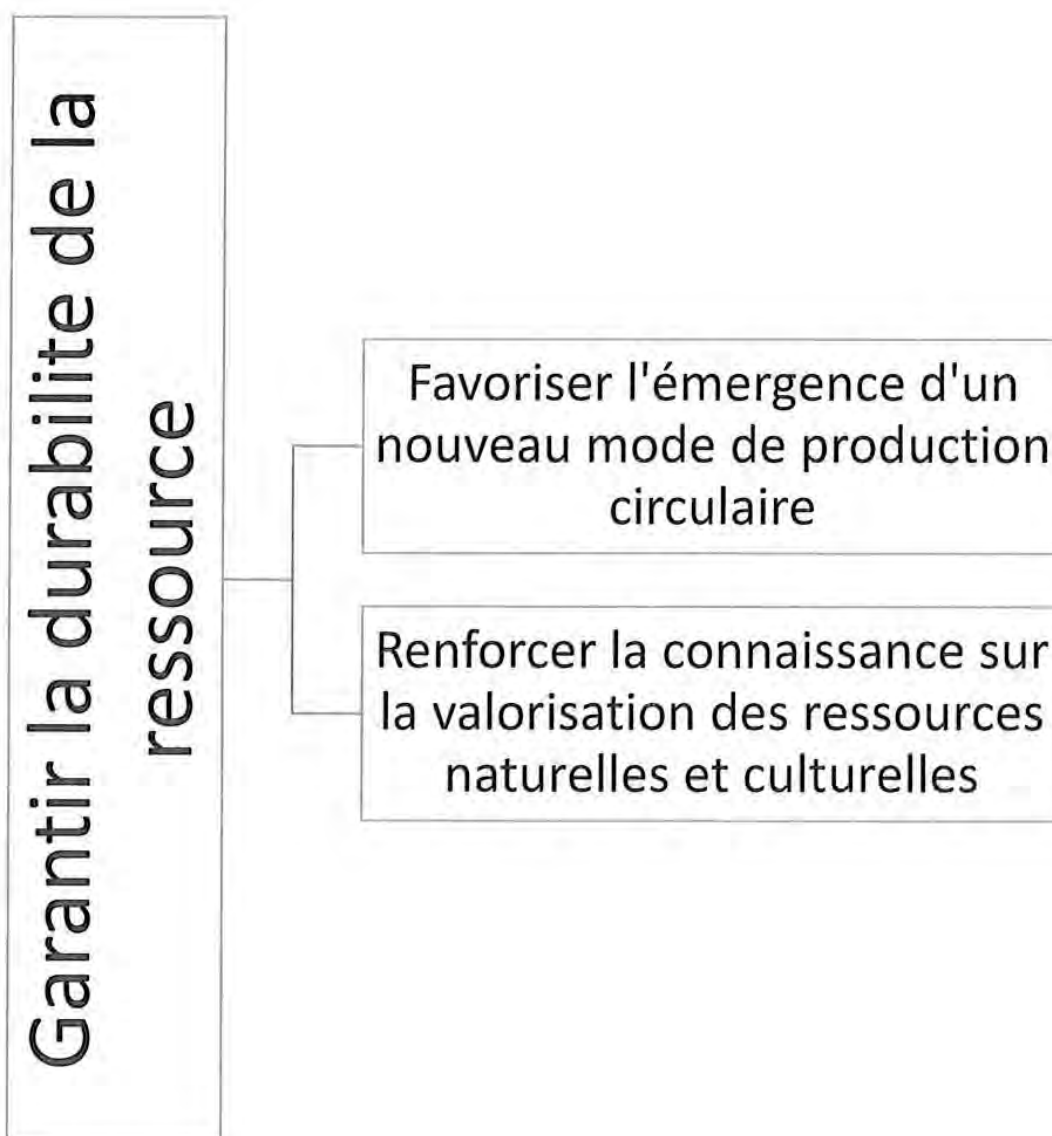 Garantir la durabilite de la
ressource
Favoriser l'émergence d'un
nouveau mode de production
circulaire
Renforcer la connaissance sur
la valorisation des ressources
naturelles et culturelles